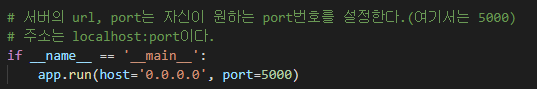 # 서버의 url, port는 자신이 원하는 port번호를 설정한다.(여기서는 5000)
# 주소는 localhost:port이다.
if __name__ == '__main__':
    app.run(host='0.0.0.0', port=5000)